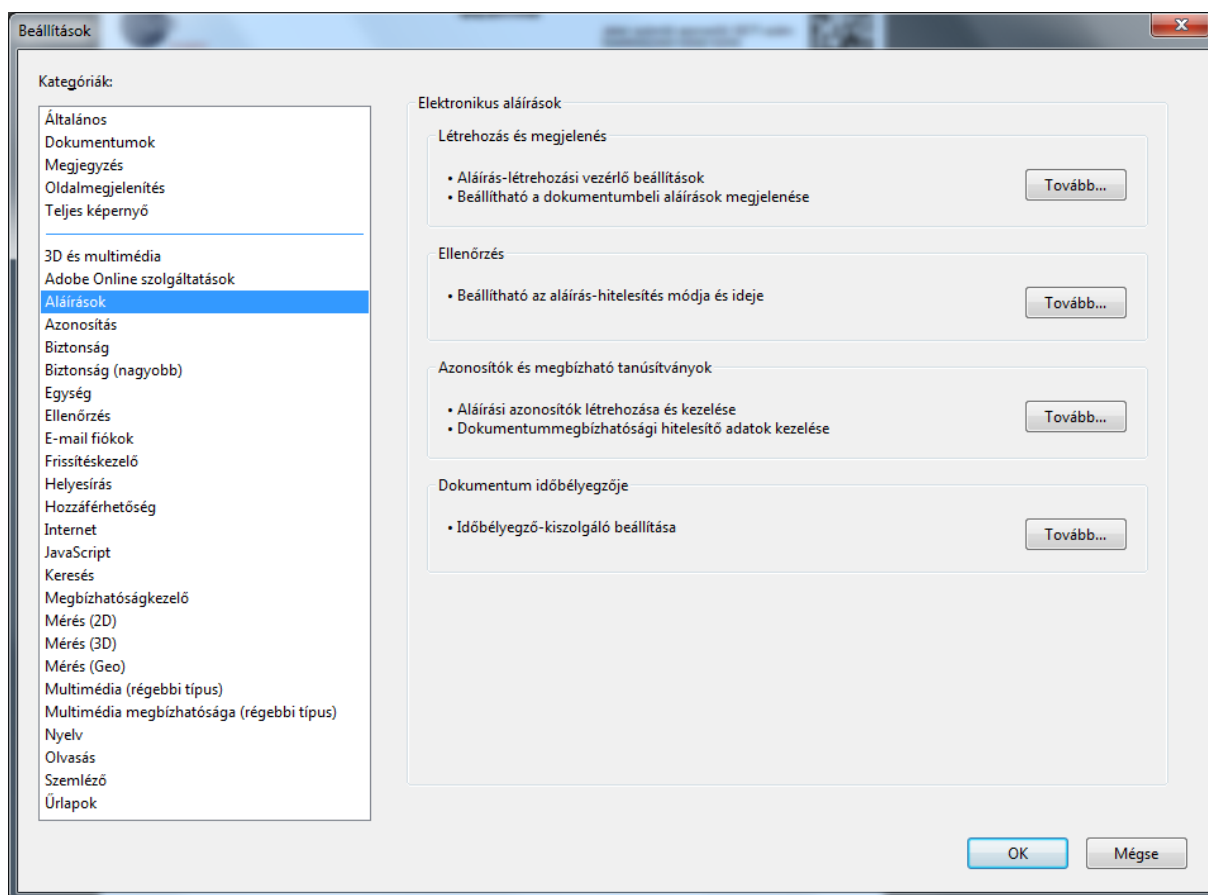 Beállítások
Kategóriák:
Általános
Dokumentumok
Megjegyzés
Oldalmegjelenítés
Teljes képernyő
3D és multimédia
Adobe Online szolgáltatások
Aláírások
Azonosítás
Biztonság
Biztonság (nagyobb)
Egység
Ellenőrzés
E-mail fiókok
Frissítéskezelő
Helyesírás
Hozzáférhetőség
Internet
JavaScript
Keresés
Megbízhatóságkezelő
Mérés (2D)
Mérés (3D)
Mérés (Geo)
Multimédia (régebbi típus)
Multimédia megbízhatósága (régebbi típus)
Nyelv
Olvasás
Szemléző
Űrlapok
Elektronikus aláírások
Létrehozás és megjelenés
• Aláírás-létrehozási vezérlő beállítások
• Beállítható a dokumentumbeli aláírások megjelenése
Tovább...
Ellenőrzés
• Beállítható az aláírás-hitelesítés módja és ideje
Tovább...
Azonosítók és megbízható tanúsítványok
• Aláírási azonosítók létrehozása és kezelése
• Dokumentummegbízhatósági hitelesítő adatok kezelése
Tovább...
Dokumentum időbélyegzője
• Időbélyegző-kiszolgáló beállítása
Tovább...
OK
Mégse